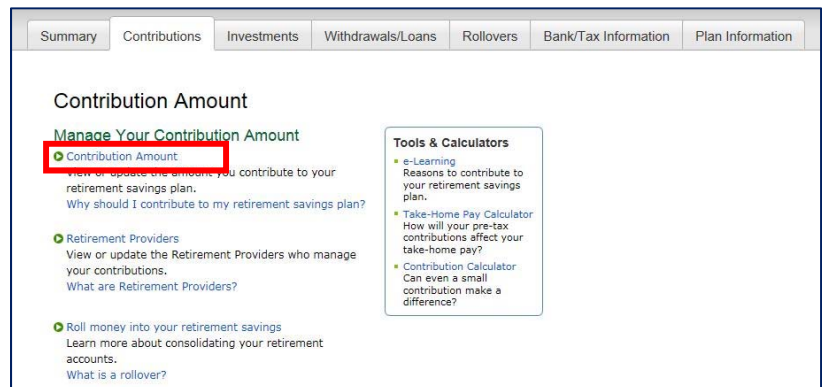 Summary Contributions Investments Withdrawals/Loans Rollovers Bank/Tax Information Plan Information
Contribution Amount
Manage Your Contribution Amount
Contribution Amount
View or update the amount you contribute to your
retirement savings plan.
Why should I contribute to my retirement savings plan?
Retirement Providers
View or update the Retirement Providers who manage
your contributions.
What are Retirement Providers?
Roll money into your retirement savings
Learn more about consolidating your retirement
accounts.
What is a rollover?
Tools & Calculators
e-Learning
Reasons to contribute to
your retirement savings
plan.
Take-Home Pay Calculator
How will your pre-tax
contributions affect your
take-home pay?
Contribution Calculator
Can even a small
contribution make a
difference?